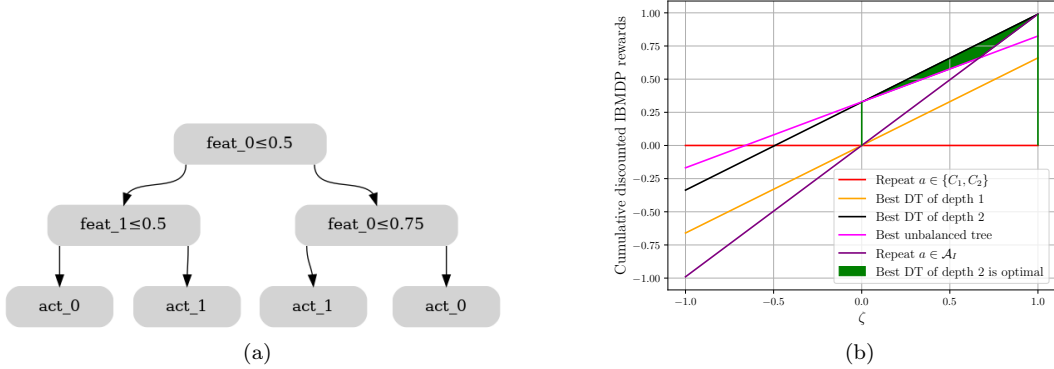 feat_0≤0.5
feat_1≤0.5
feat_0≤0.75
act_0
act_1
act_1
act_0
(a)
Cumulative discounted IBMDP rewards
1.00
0.75
0.50
0.25
0.00
−0.25
−0.50
−0.75
−1.00
Repeat a ∈ {C₁, C₂}
Best DT of depth 1
Best DT of depth 2
Best unbalanced tree
Repeat a ∈ 𝒜_I
Best DT of depth 2 is optimal
−1.0
−0.5
0.0
0.5
1.0
ζ
(b)